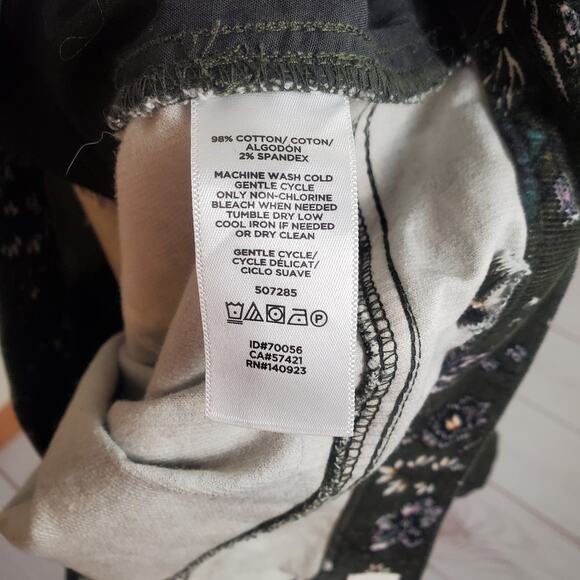 98% COTTON/ COTON/
ALGODÓN
2% SPANDEX
MACHINE WASH COLD
GENTLE CYCLE
ONLY NON-CHLORINE
BLEACH WHEN NEEDED
TUMBLE DRY LOW
COOL IRON IF NEEDED
OR DRY CLEAN
GENTLE CYCLE/
CYCLE DÉLICAT/
CICLO SUAVE
507285
P
ID#70056
CA#57421
RN#140923